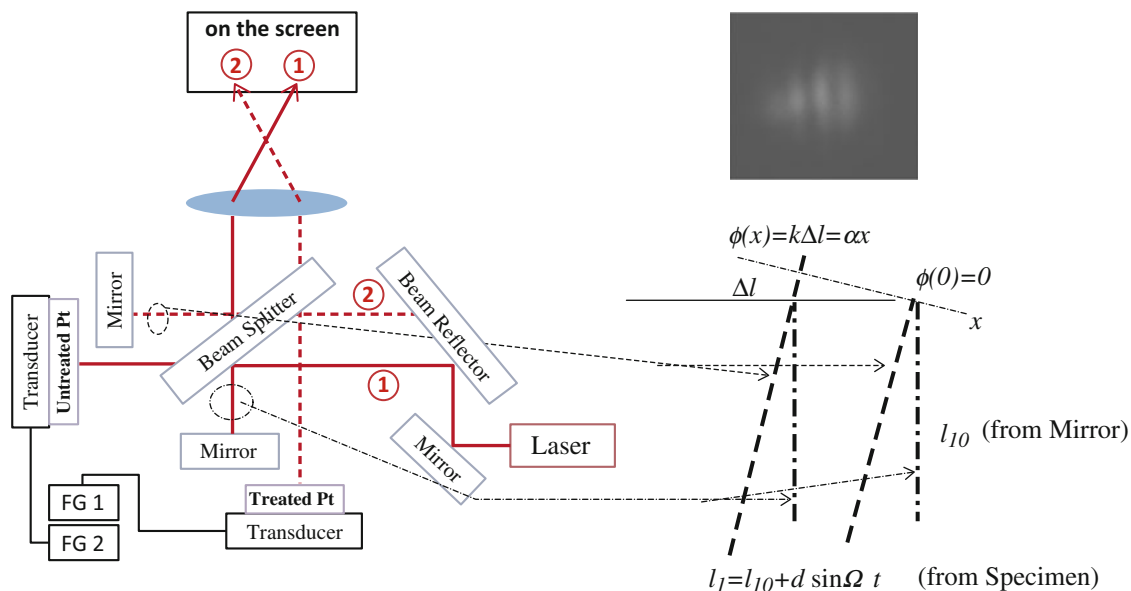 on the screen
② ①
ϕ(x)=kΔl=αx
ϕ(0)=0
Δl
x
Mirror
Beam Splitter
②
Beam Reflector
Transducer
Untreated Pt
①
Mirror
Mirror
Laser
l₁₀ (from Mirror)
FG 1
FG 2
Treated Pt
Transducer
l₁=l₁₀+d sinΩ t (from Specimen)